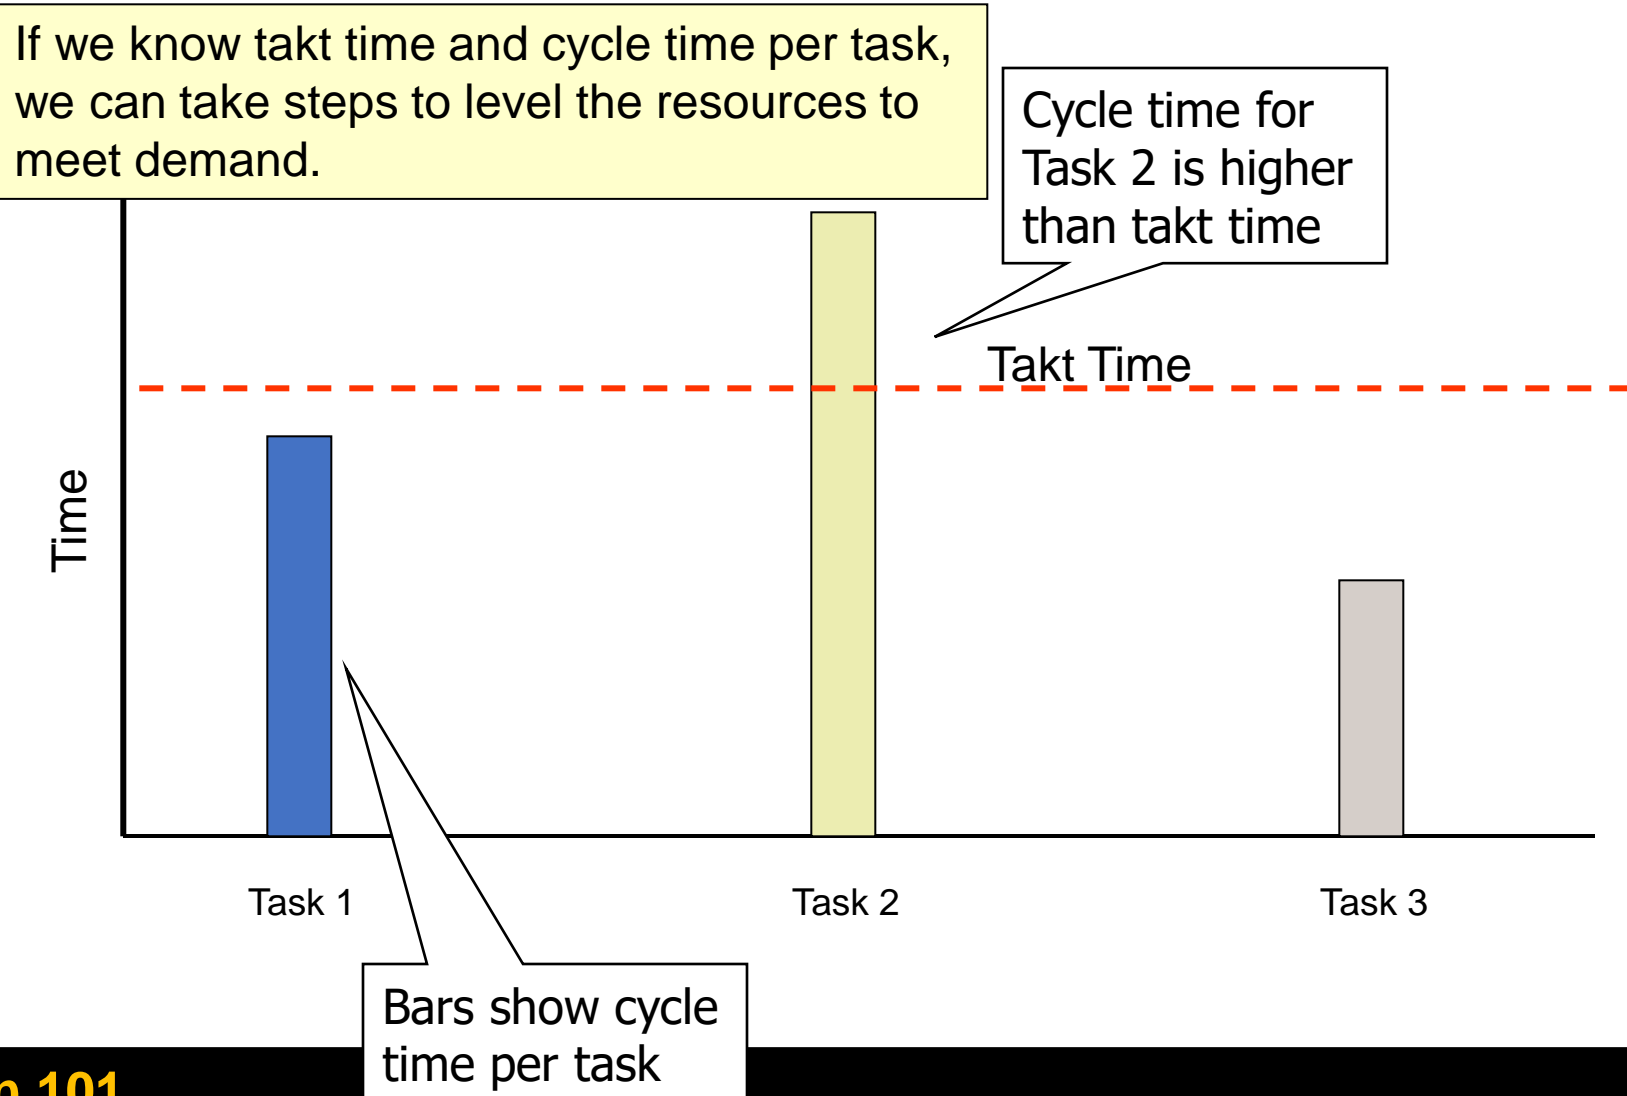 If we know takt time and cycle time per task,
we can take steps to level the resources to
meet demand.
Cycle time for
Task 2 is higher
than takt time
Takt Time
Time
Task 1
Task 2
Task 3
Bars show cycle
time per task
101